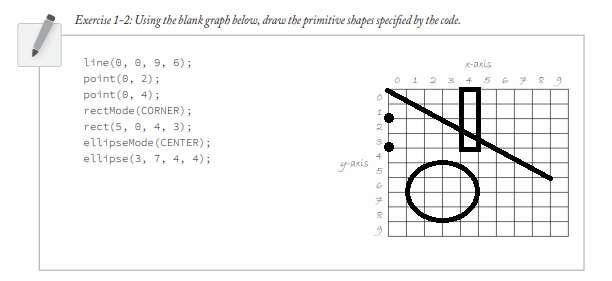 Exercise 1-2: Using the blank graph below, draw the primitive shapes specified by the code.
line(0, 0, 9, 6);
point(0, 2);
point(0, 4);
rectMode(CORNER);
rect(5, 0, 4, 3);
ellipseMode(CENTER);
ellipse(3, 7, 4, 4);
x-axis
0 1 2 3 4 5 6 7 8 9
0
1
2
3
4
y-axis
5
6
7
8
9